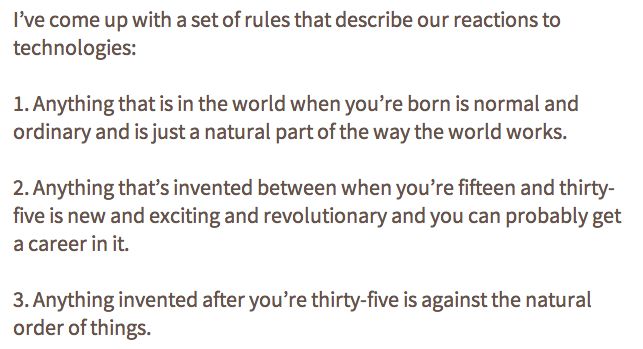 I’ve come up with a set of rules that describe our reactions to
technologies:
1. Anything that is in the world when you’re born is normal and
ordinary and is just a natural part of the way the world works.
2. Anything that’s invented between when you’re fifteen and thirty-
five is new and exciting and revolutionary and you can probably get
a career in it.
3. Anything invented after you’re thirty-five is against the natural
order of things.